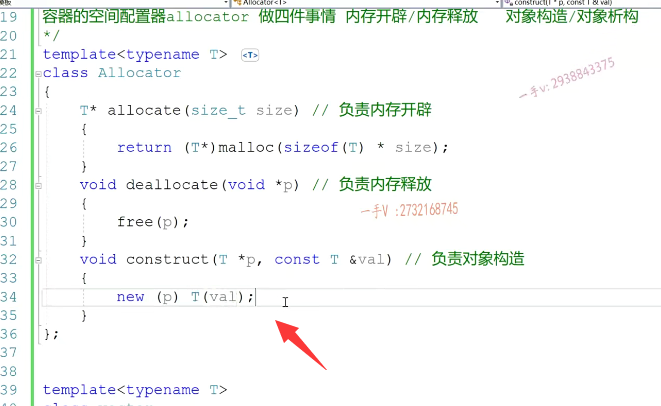 模板
Allocator<T>
construct(T * p, const T & val)
19 容器的空间配置器allocator 做四件事情 内存开辟/内存释放 对象构造/对象析构
20 */
21 template<typename T> <T>
22 class Allocator
23 {
24 T* allocate(size_t size) // 负责内存开辟
25 {
26 return (T*)malloc(sizeof(T) * size);
27 }
28 void deallocate(void *p) // 负责内存释放
29 {
30 free(p);
31 }
32 void construct(T *p, const T &val) // 负责对象构造
33 {
34 new (p) T(val);
35 }
36 };
37
38
39 template<typename T>
一手v: 2938843375
一手V :2732168745